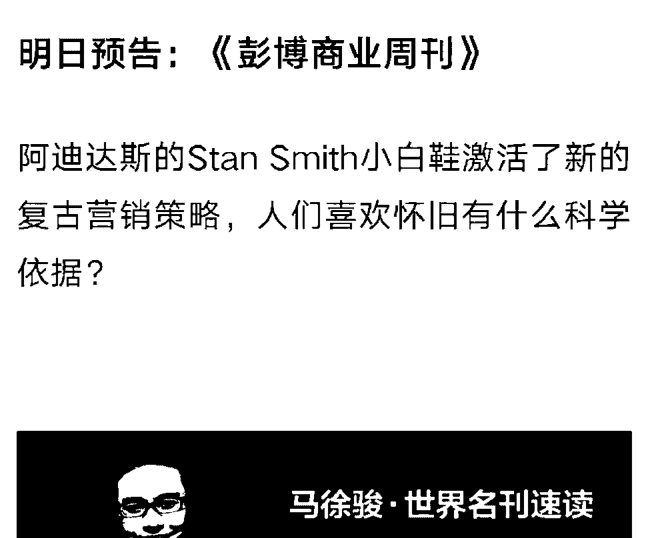 明日预告：《彭博商业周刊》
阿迪达斯的Stan Smith小白鞋激活了新的
复古营销策略，人们喜欢怀旧有什么科学
依据？
马徐骏·世界名刊速读